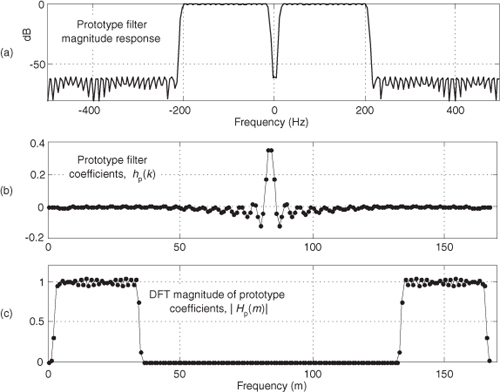 (a)
Prototype filter
magnitude response
dB
0
−50
−400
−200
0
200
400
Frequency (Hz)
(b)
Prototype filter
coefficients, hp(k)
0.4
0.2
0
−0.2
0
50
100
150
(c)
DFT magnitude of prototype
coefficients, | Hp(m)|
1
0.5
0
0
50
100
150
Frequency (m)